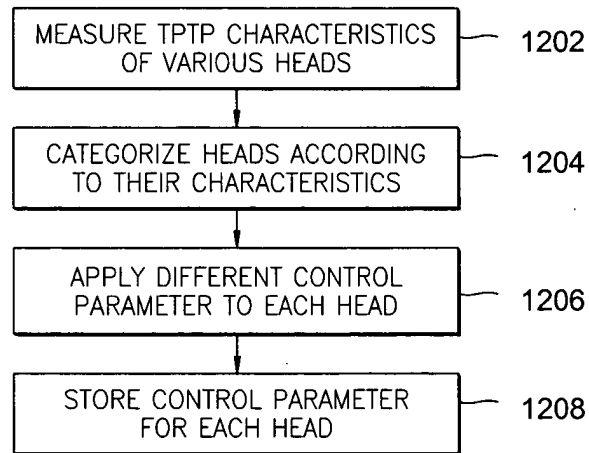 MEASURE TPTP CHARACTERISTICS
OF VARIOUS HEADS
1202
CATEGORIZE HEADS ACCORDING
TO THEIR CHARACTERISTICS
1204
APPLY DIFFERENT CONTROL
PARAMETER TO EACH HEAD
1206
STORE CONTROL PARAMETER
FOR EACH HEAD
1208